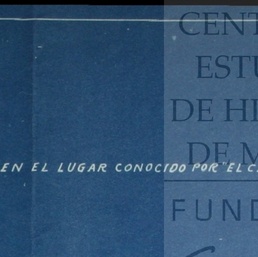 CENT
ESTU
DE HI
DE M
EN EL LUGAR CONOCIDO POR "EL C
FUND